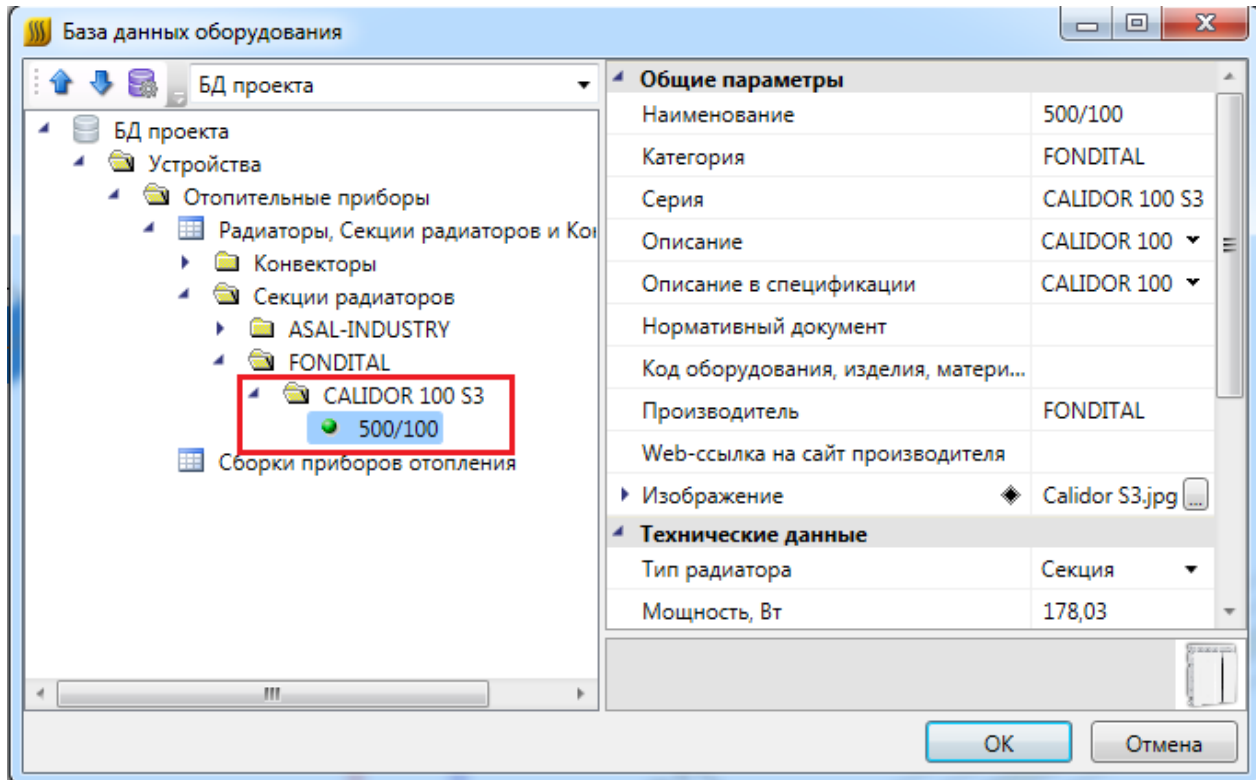 База данных оборудования
БД проекта
БД проекта
Устройства
Отопительные приборы
Радиаторы, Секции радиаторов и Ко
Конвекторы
Секции радиаторов
ASAL-INDUSTRY
FONDITAL
CALIDOR 100 S3
500/100
Сборки приборов отопления
Общие параметры
Наименование 500/100
Категория FONDITAL
Серия CALIDOR 100 S3
Описание CALIDOR 100
Описание в спецификации CALIDOR 100
Нормативный документ
Код оборудования, изделия, матери...
Производитель FONDITAL
Web-ссылка на сайт производителя
Изображение Calidor S3.jpg ...
Технические данные
Тип радиатора Секция
Мощность, Вт 178,03
OK Отмена